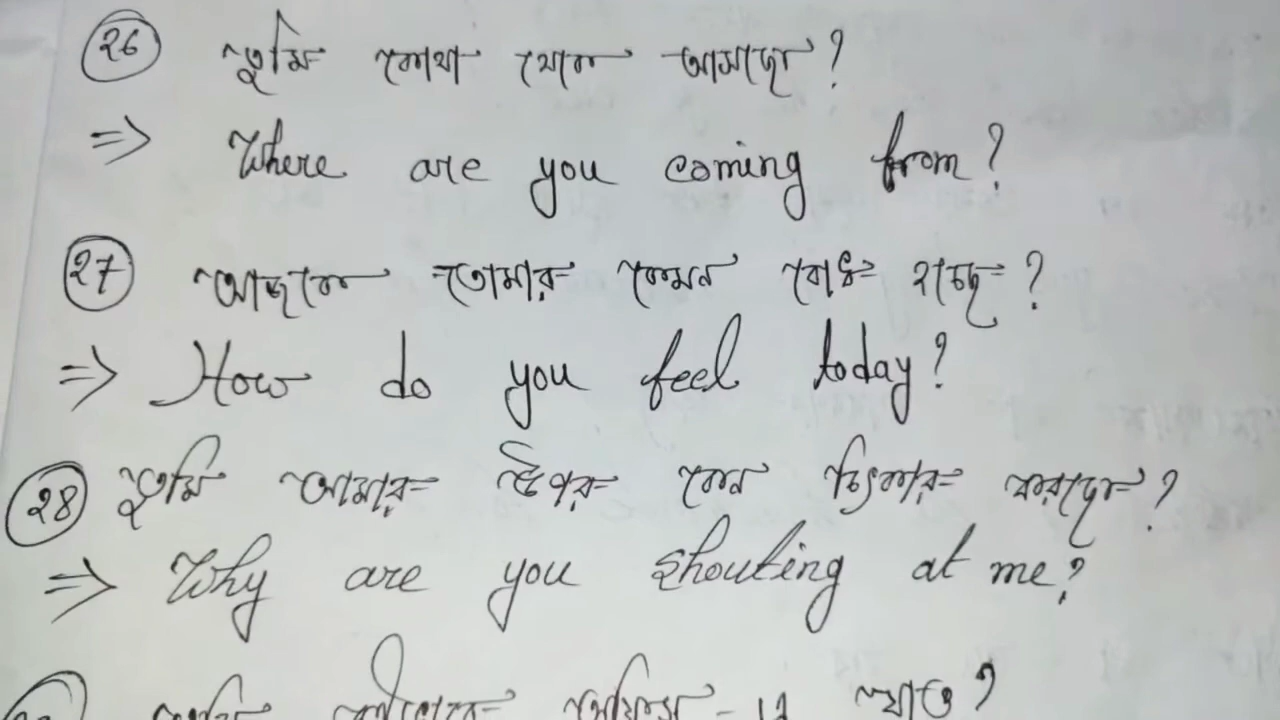 26 তুমি কোথা থেকে আসছো?
⇒ Where are you coming from?
27 আজকে তোমার কেমন বোধ হচ্ছে?
⇒ How do you feel today?
28 তুমি আমার উপর কেন চিৎকার করছো?
⇒ Why are you shouting at me?
তুমি কীভাবে অফিস-এ যাও?